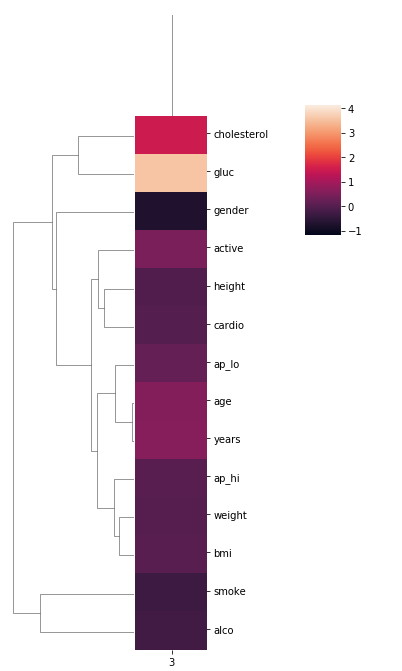 cholesterol
gluc
gender
active
height
cardio
ap_lo
age
years
ap_hi
weight
bmi
smoke
alco
3
4
3
2
1
0
−1